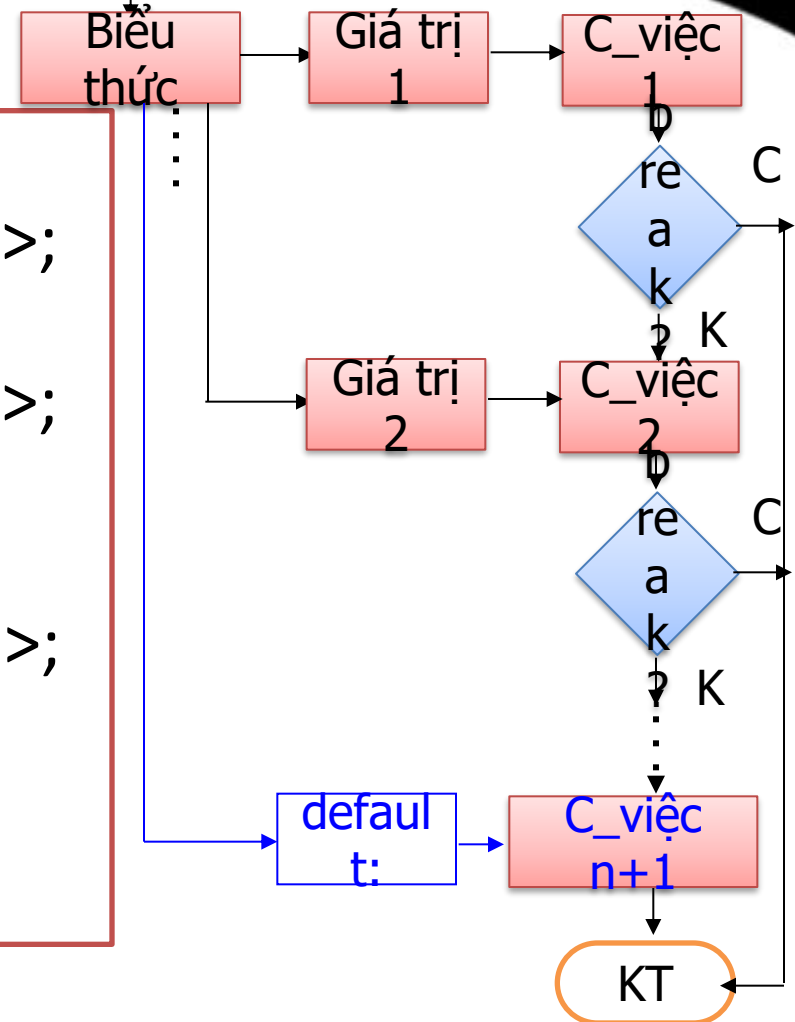 Biểu
thức
Giá trị
1
C_việc
1
b
re
a
k
?
C
K
>;
>;
>;
Giá trị
2
C_việc
2
b
re
a
k
?
C
K
defaul
t:
C_việc
n+1
KT